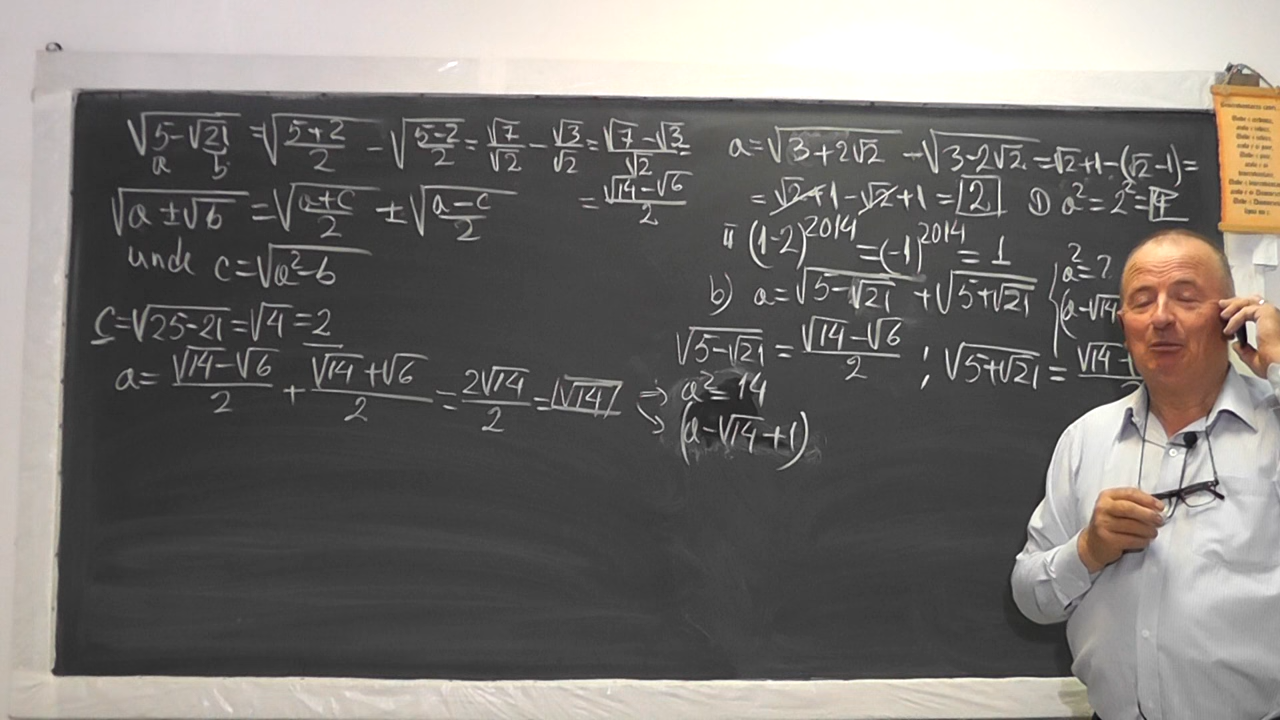 √(5-√21) = √((5+2)/2) - √((5-2)/2) = √7/√2 - √3/√2 = (√7-√3)/√2 =
a b
= (√14-√6)/2
√(a±√b) = √((a+c)/2) ± √((a-c)/2)
unde c=√(a²-b)
c=√(25-21)=√4=2
a= (√14-√6)/2 + (√14+√6)/2 = 2√14/2 = √14 ⇒ a²=14
(a-√14+1)
a=√(3+2√2) - √(3-2√2) = √2+1-(√2-1)=
= √2+1-√2+1 = 2 I) a²=2²=4
II (1-2)^2014 = (-1)^2014 = 1
b) a=√(5-√21) + √(5+√21)
a²=?
(a-√14
√(5-√21) = (√14-√6)/2 ; √(5+√21) = √14